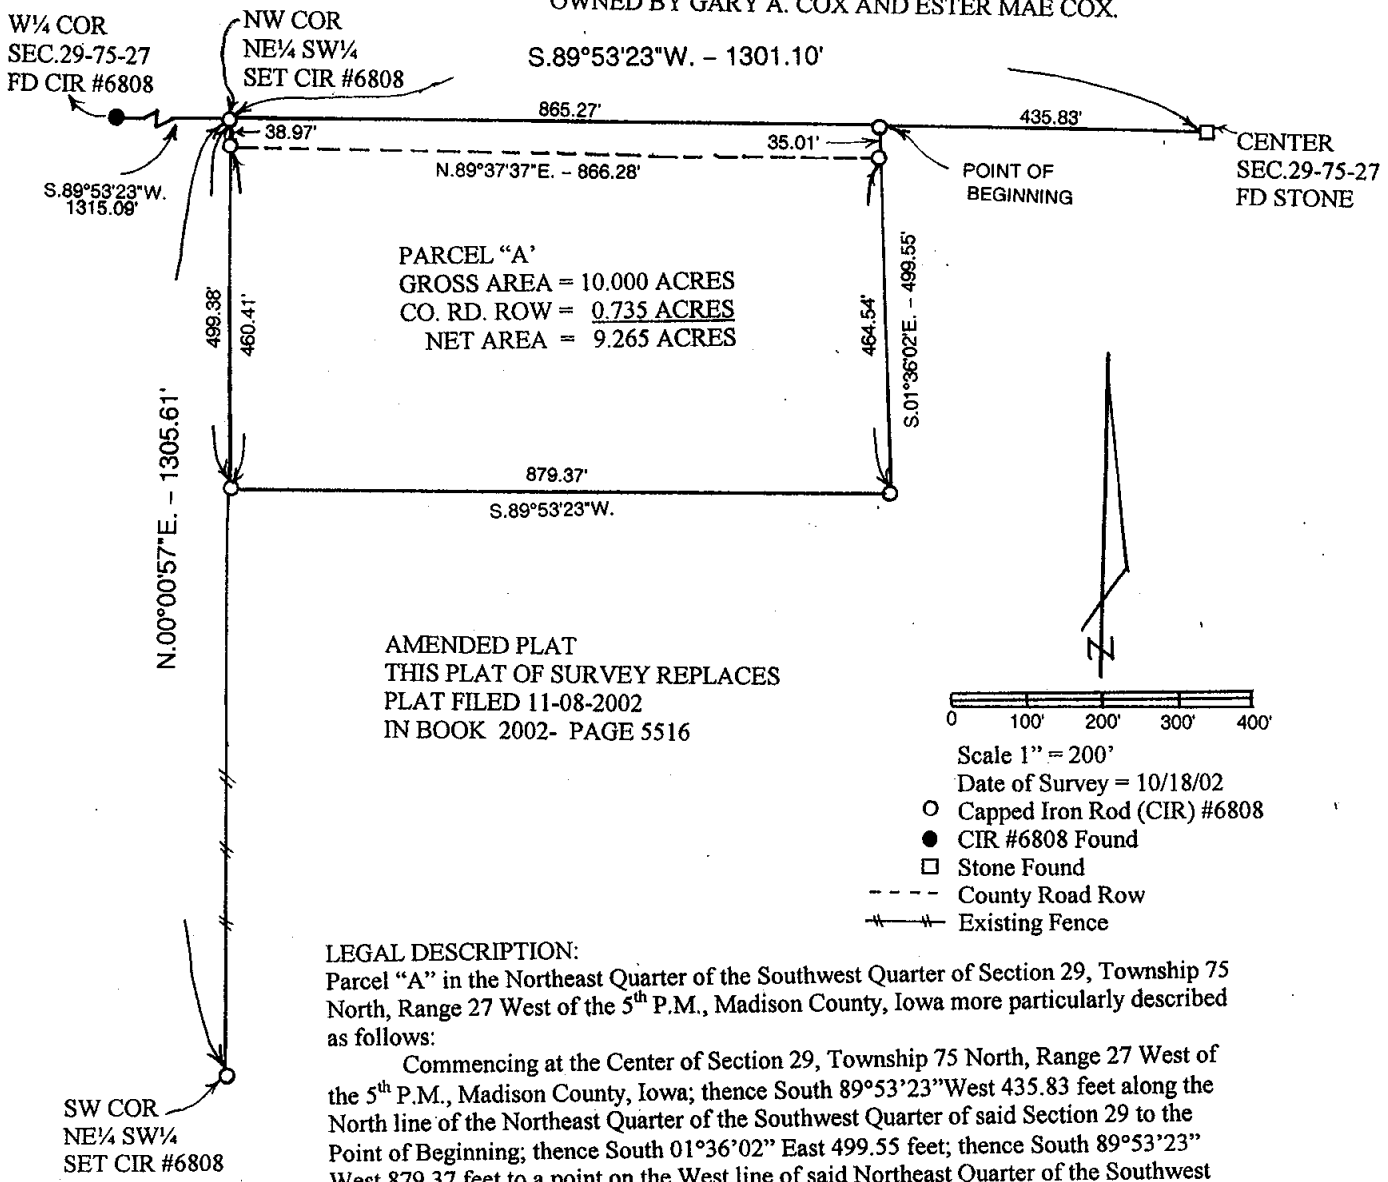 OWNED BY GARY A. COX AND ESTER MAE COX.
W¼ COR
SEC.29-75-27
FD CIR #6808
NW COR
NE¼ SW¼
SET CIR #6808
S.89°53'23"W. – 1301.10'
865.27'
435.83'
38.97'
35.01'
N.89°37'37"E. – 866.28'
S.89°53'23"W.
1315.09'
POINT OF
BEGINNING
CENTER
SEC.29-75-27
FD STONE
PARCEL “A’
GROSS AREA = 10.000 ACRES
CO. RD. ROW = 0.735 ACRES
NET AREA = 9.265 ACRES
499.38'
460.41'
464.54'
S.01°36'02"E. – 499.55'
N.00°00'57"E. – 1305.61'
879.37'
S.89°53'23"W.
AMENDED PLAT
THIS PLAT OF SURVEY REPLACES
PLAT FILED 11-08-2002
IN BOOK 2002- PAGE 5516
N
0 100' 200' 300' 400'
Scale 1” = 200’
Date of Survey = 10/18/02
Capped Iron Rod (CIR) #6808
CIR #6808 Found
Stone Found
County Road Row
Existing Fence
LEGAL DESCRIPTION:
Parcel “A” in the Northeast Quarter of the Southwest Quarter of Section 29, Township 75
North, Range 27 West of the 5th P.M., Madison County, Iowa more particularly described
as follows:
Commencing at the Center of Section 29, Township 75 North, Range 27 West of
the 5th P.M., Madison County, Iowa; thence South 89°53’23”West 435.83 feet along the
North line of the Northeast Quarter of the Southwest Quarter of said Section 29 to the
Point of Beginning; thence South 01°36’02” East 499.55 feet; thence South 89°53’23”
West 879.37 feet to a point on the West line of said Northeast Quarter of the Southwest
SW COR
NE¼ SW¼
SET CIR #6808